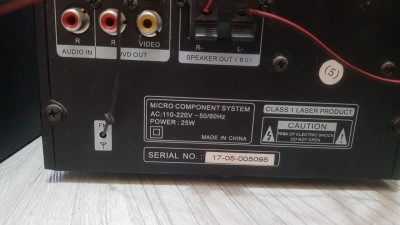 R R VIDEO
AUDIO IN DVD OUT
R- L-
SPEAKER OUT
(5)
FM
MICRO COMPONENT SYSTEM
AC:110-220V ~ 50/60Hz
POWER: 25W
MADE IN CHINA
CLASS 1 LASER PRODUCT
CAUTION
RISK OF ELECTRIC SHOCK
DO NOT OPEN
SERIAL NO.: 17-05-005095